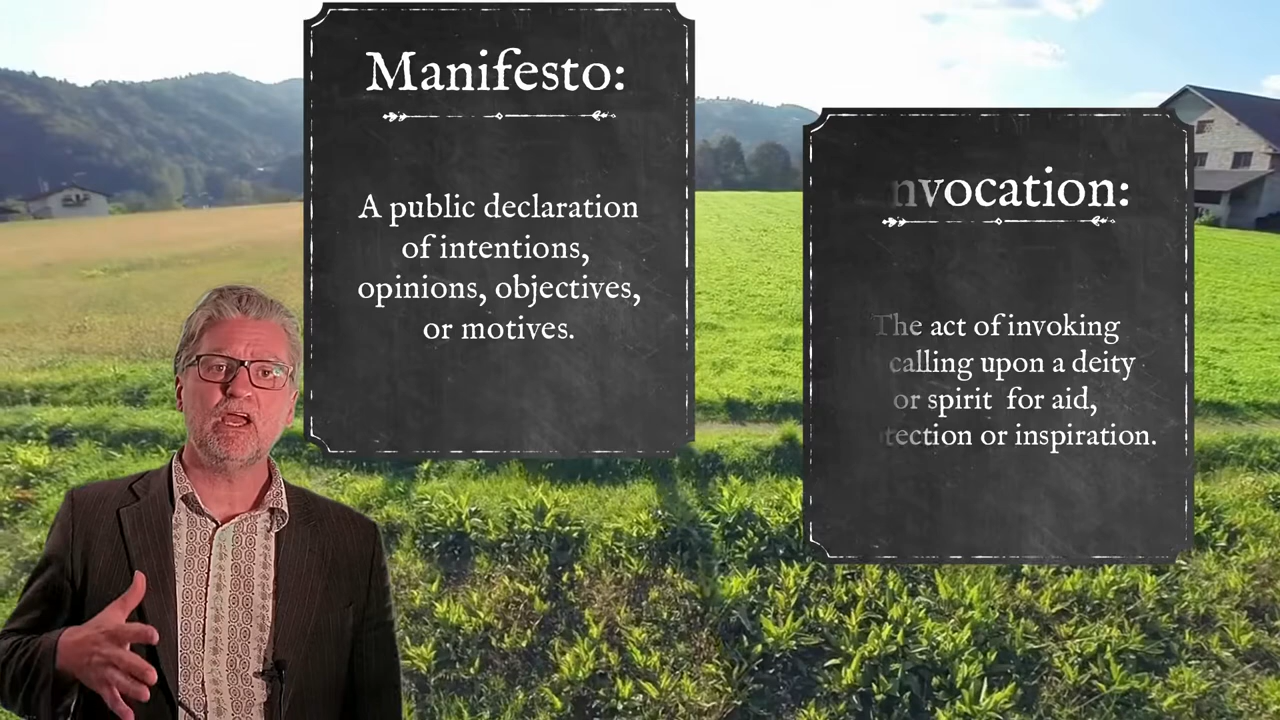 Manifesto:
A public declaration
of intentions,
opinions, objectives,
or motives.
nvocation:
The act of invoking
calling upon a deity
or spirit for aid,
tection or inspiration.